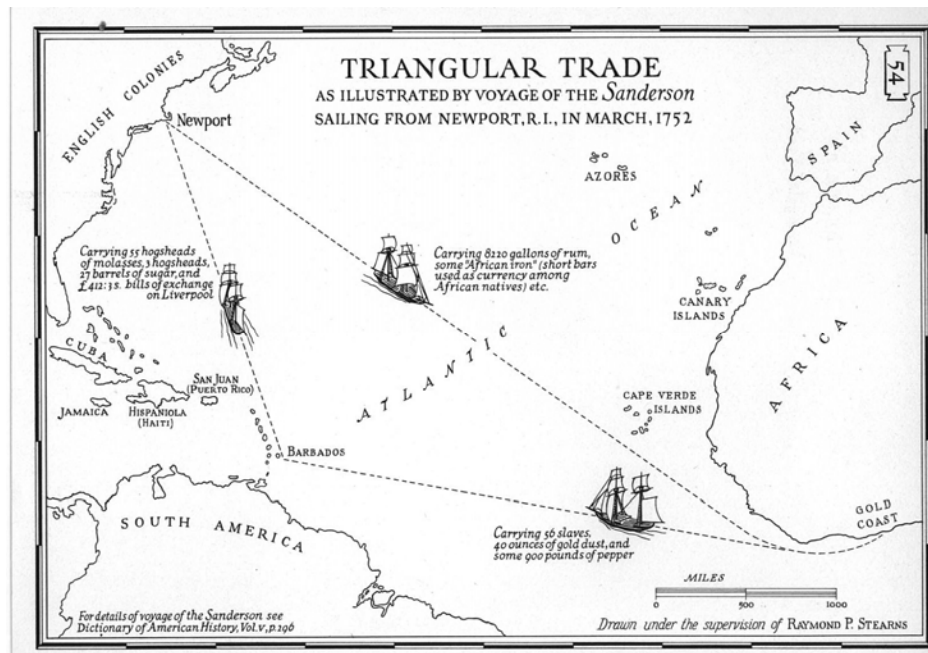 TRIANGULAR TRADE
AS ILLUSTRATED BY VOYAGE OF THE Sanderson
SAILING FROM NEWPORT, R.I., IN MARCH, 1752
54
ENGLISH COLONIES
Newport
SPAIN
AZORES
ATLANTIC OCEAN
Carrying 55 hogsheads
of molasses, 3 hogsheads,
27 barrels of sugar, and
£412:3s. bills of exchange
on Liverpool
Carrying 8220 gallons of rum,
some "African iron" (short bars
used as currency among
African natives) etc.
CANARY
ISLANDS
AFRICA
CUBA
SAN JUAN
(PUERTO RICO)
JAMAICA
HISPANIOLA
(HAITI)
CAPE VERDE
ISLANDS
BARBADOS
SOUTH AMERICA
GOLD
COAST
Carrying 56 slaves,
40 ounces of gold dust, and
some 900 pounds of pepper
MILES
0 500 1000
For details of voyage of the Sanderson see
Dictionary of American History, Vol. V, p. 196
Drawn under the supervision of RAYMOND P. STEARNS